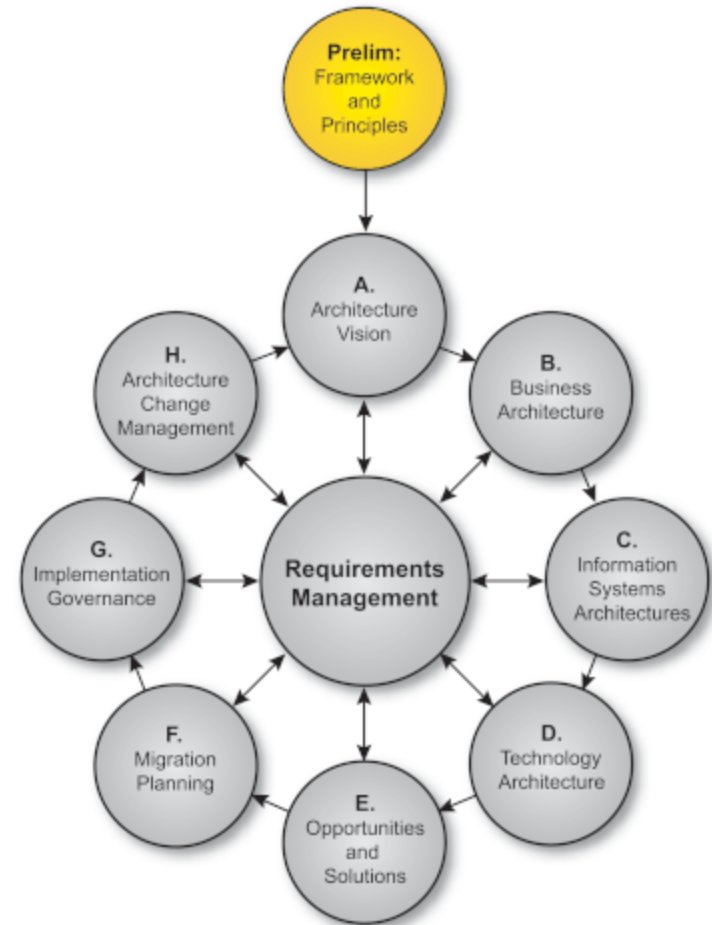 Prelim:
Framework
and
Principles
A.
Architecture
Vision
B.
Business
Architecture
C.
Information
Systems
Architectures
D.
Technology
Architecture
E.
Opportunities
and
Solutions
F.
Migration
Planning
G.
Implementation
Governance
H.
Architecture
Change
Management
Requirements
Management